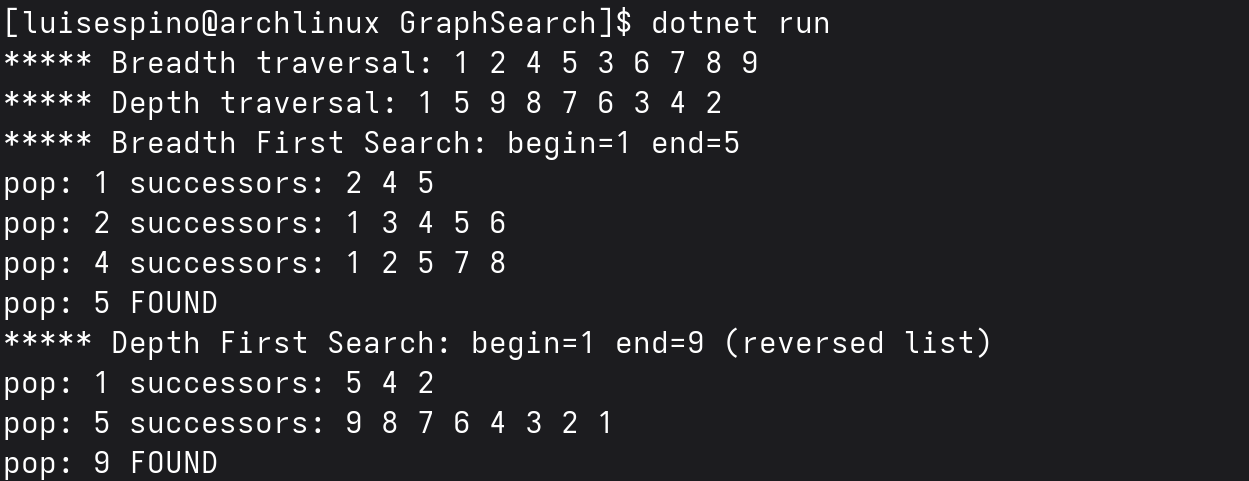 [luisespino@archlinux GraphSearch]$ dotnet run
***** Breadth traversal: 1 2 4 5 3 6 7 8 9
***** Depth traversal: 1 5 9 8 7 6 3 4 2
***** Breadth First Search: begin=1 end=5
pop: 1 successors: 2 4 5
pop: 2 successors: 1 3 4 5 6
pop: 4 successors: 1 2 5 7 8
pop: 5 FOUND
***** Depth First Search: begin=1 end=9 (reversed list)
pop: 1 successors: 5 4 2
pop: 5 successors: 9 8 7 6 4 3 2 1
pop: 9 FOUND